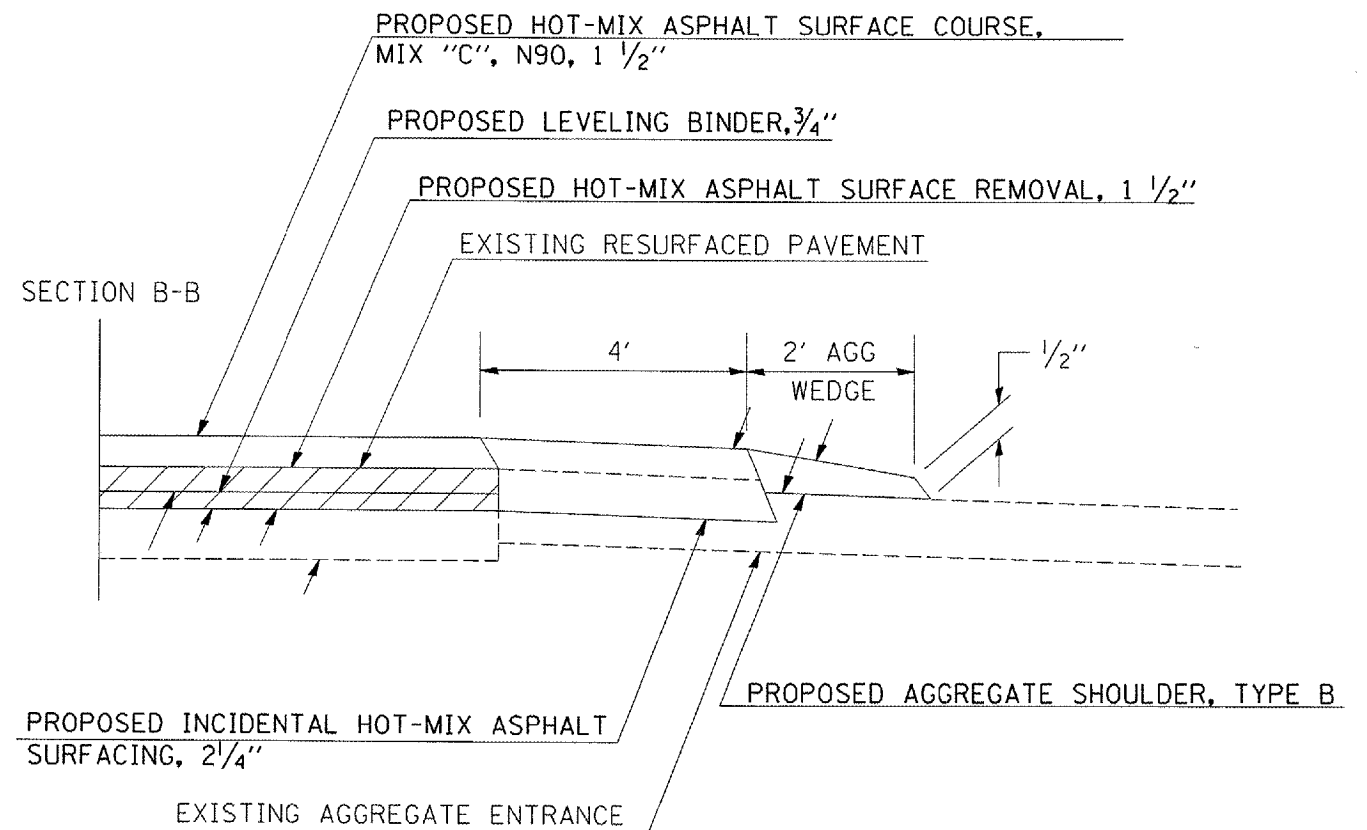 PROPOSED HOT-MIX ASPHALT SURFACE COURSE,
MIX "C", N90, 1 1/2"
PROPOSED LEVELING BINDER, 3/4"
PROPOSED HOT-MIX ASPHALT SURFACE REMOVAL, 1 1/2"
EXISTING RESURFACED PAVEMENT
SECTION B-B
4'
2' AGG
WEDGE
1/2"
PROPOSED AGGREGATE SHOULDER, TYPE B
PROPOSED INCIDENTAL HOT-MIX ASPHALT
SURFACING, 2 1/4"
EXISTING AGGREGATE ENTRANCE